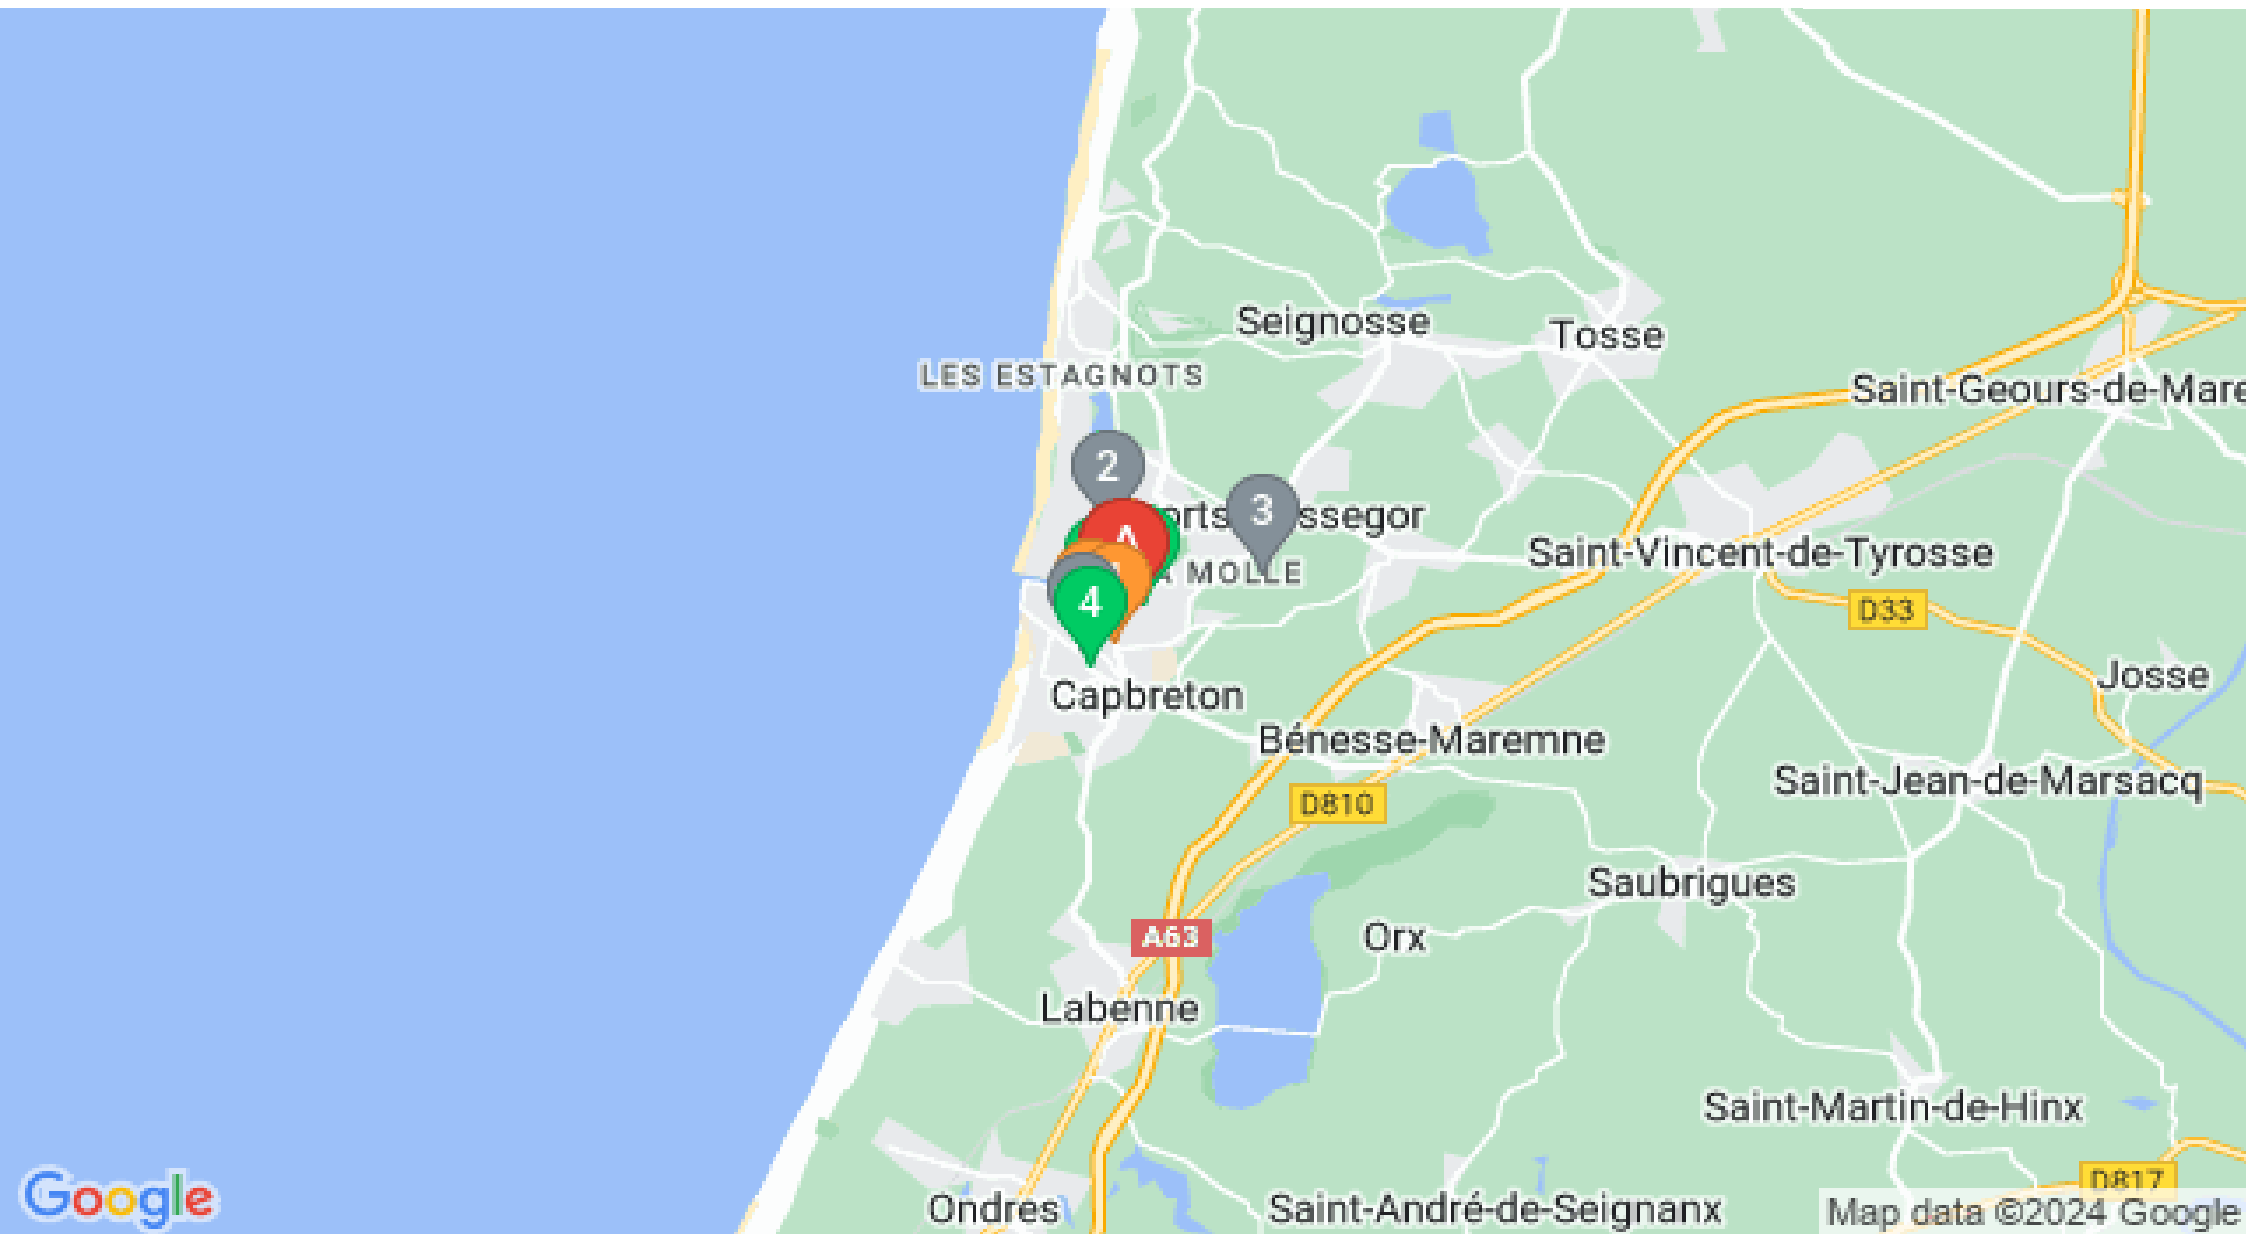 Seignosse
Tosse
LES ESTAGNOTS
Saint-Geours-de-Mare
2
3
orts
ssegor
A
MOLLE
Saint-Vincent-de-Tyrosse
4
D33
Capbreton
Josse
Bénesse-Maremne
Saint-Jean-de-Marsacq
D810
Saubrigues
A63
Orx
Labenne
Saint-Martin-de-Hinx
D817
Google
Ondres
Saint-André-de-Seignanx
Map data ©2024 Google